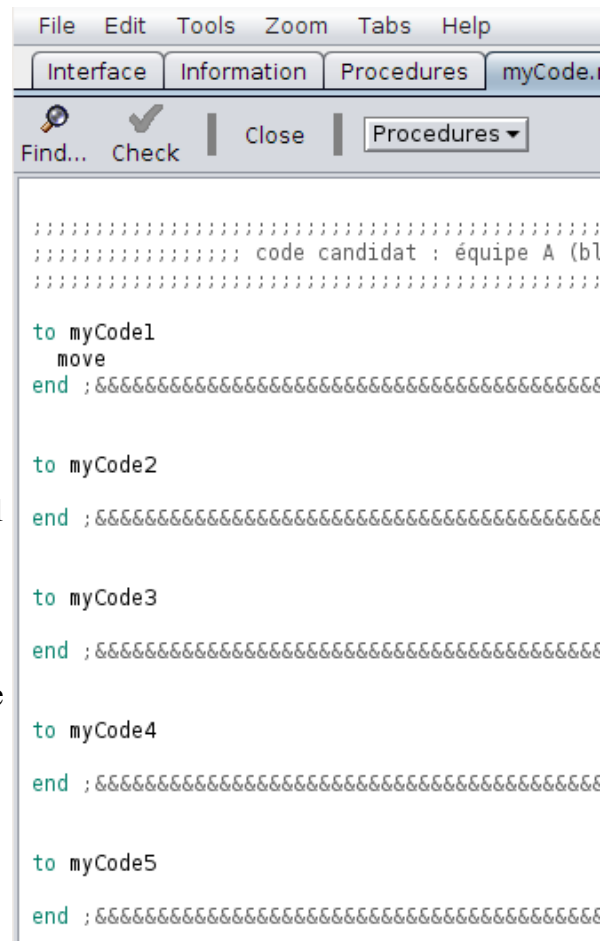 File Edit Tools Zoom Tabs Help
Interface Information Procedures myCode.
Find... Check Close Procedures
;;;;;;;;;;;;;;;;;;;;;;;;;;;;;;;;;;;;;;;;;;;;;;
;;;;;;;;;;;;;;;;; code candidat : équipe A (bl
;;;;;;;;;;;;;;;;;;;;;;;;;;;;;;;;;;;;;;;;;;;;;;
to myCode1
move
end ;&&&&&&&&&&&&&&&&&&&&&&&&&&&&&&&&&&&&&&&&&
to myCode2
end ;&&&&&&&&&&&&&&&&&&&&&&&&&&&&&&&&&&&&&&&&&
to myCode3
end ;&&&&&&&&&&&&&&&&&&&&&&&&&&&&&&&&&&&&&&&&&
to myCode4
end ;&&&&&&&&&&&&&&&&&&&&&&&&&&&&&&&&&&&&&&&&&
to myCode5
end ;&&&&&&&&&&&&&&&&&&&&&&&&&&&&&&&&&&&&&&&&&